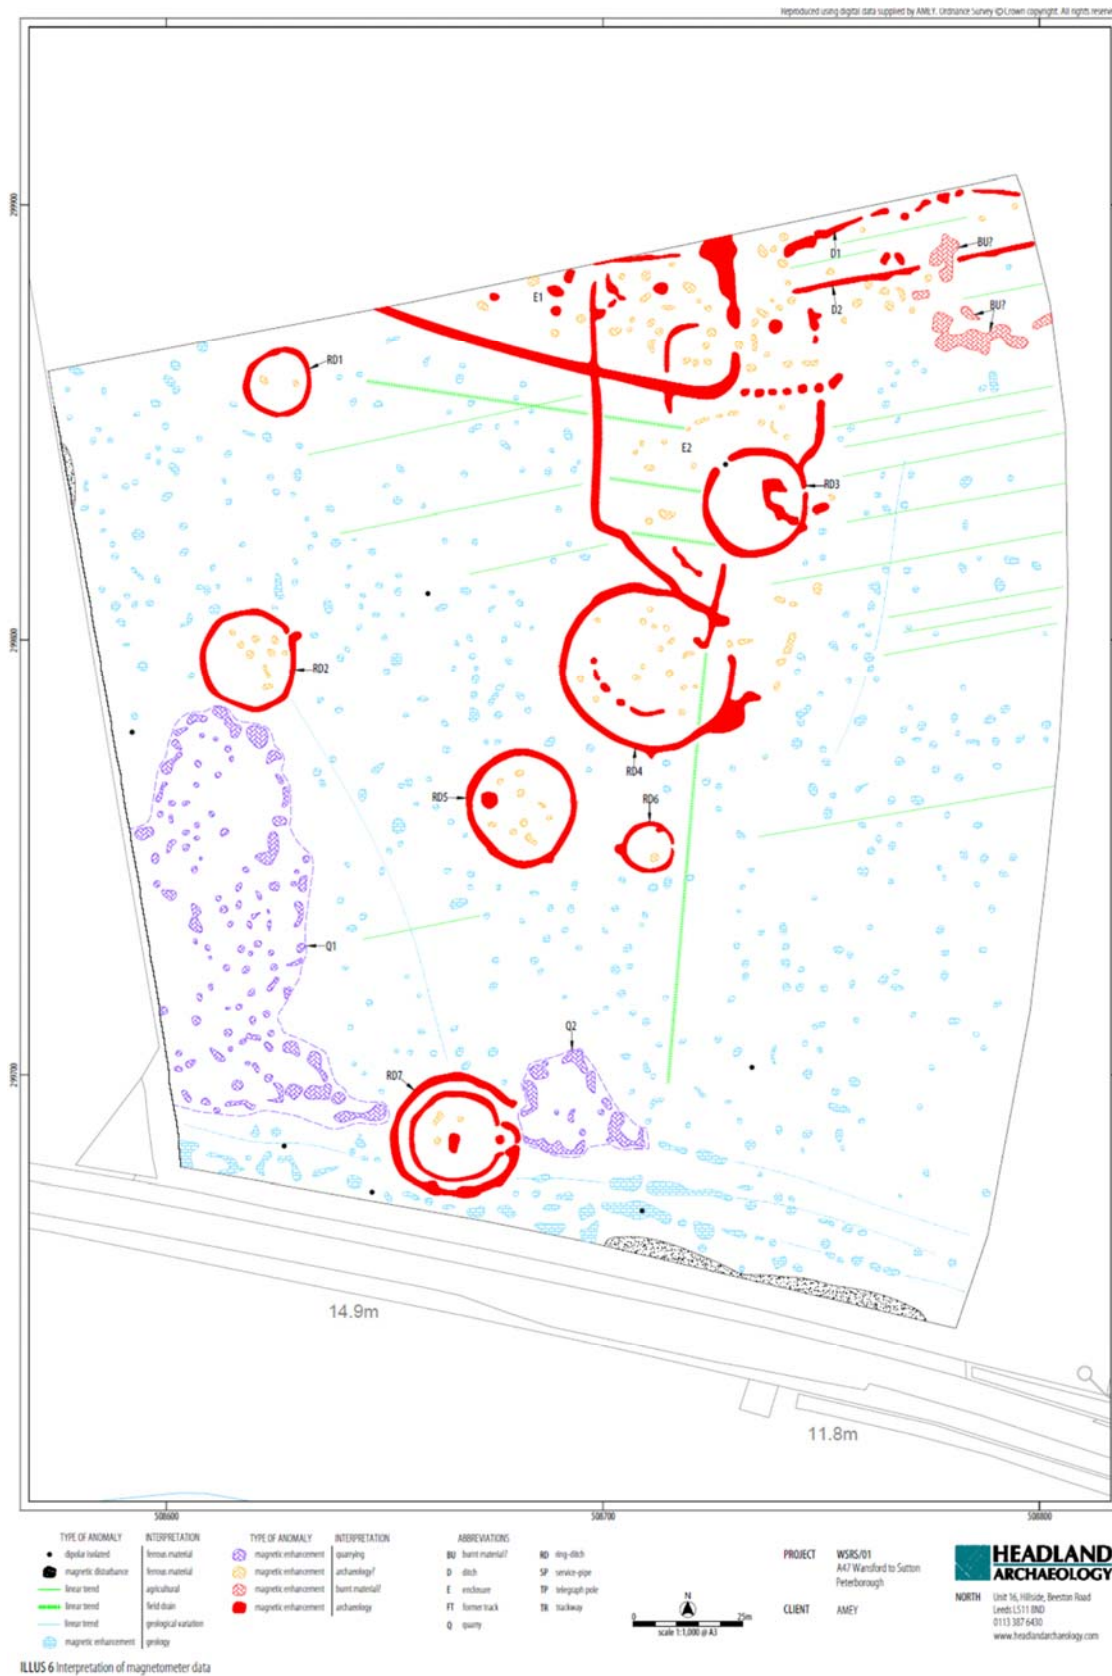 Reproduced using digital data supplied by AMEY. Ordnance Survey © Crown copyright. All rights reserve
299900
D1
BU?
E1
D2
BU?
RD1
E2
RD3
299800
RD2
RD4
RD5
RD6
Q1
Q2
299700
RD7
14.9m
11.8m
508600
508700
508800
TYPE OF ANOMALY INTERPRETATION
dipolar isolated ferrous material
magnetic disturbance ferrous material
linear trend agricultural
linear trend field drain
linear trend geological variation
magnetic enhancement geology
TYPE OF ANOMALY INTERPRETATION
magnetic enhancement quarrying
magnetic enhancement archaeology?
magnetic enhancement burnt material?
magnetic enhancement archaeology
ABBREVIATIONS
BU burnt material?
D ditch
E enclosure
FT former track
Q quarry
RD ring-ditch
SP service-pipe
TP telegraph pole
TR trackway
N
0 25m
scale 1:1,000 @ A3
PROJECT WSRS/01
A47 Wansford to Sutton
Peterborough
CLIENT AMEY
HEADLAND
ARCHAEOLOGY
NORTH Unit 16, Hillside, Beeston Road
Leeds LS11 8ND
0113 387 6430
www.headlandarchaeology.com
ILLUS 6 Interpretation of magnetometer data